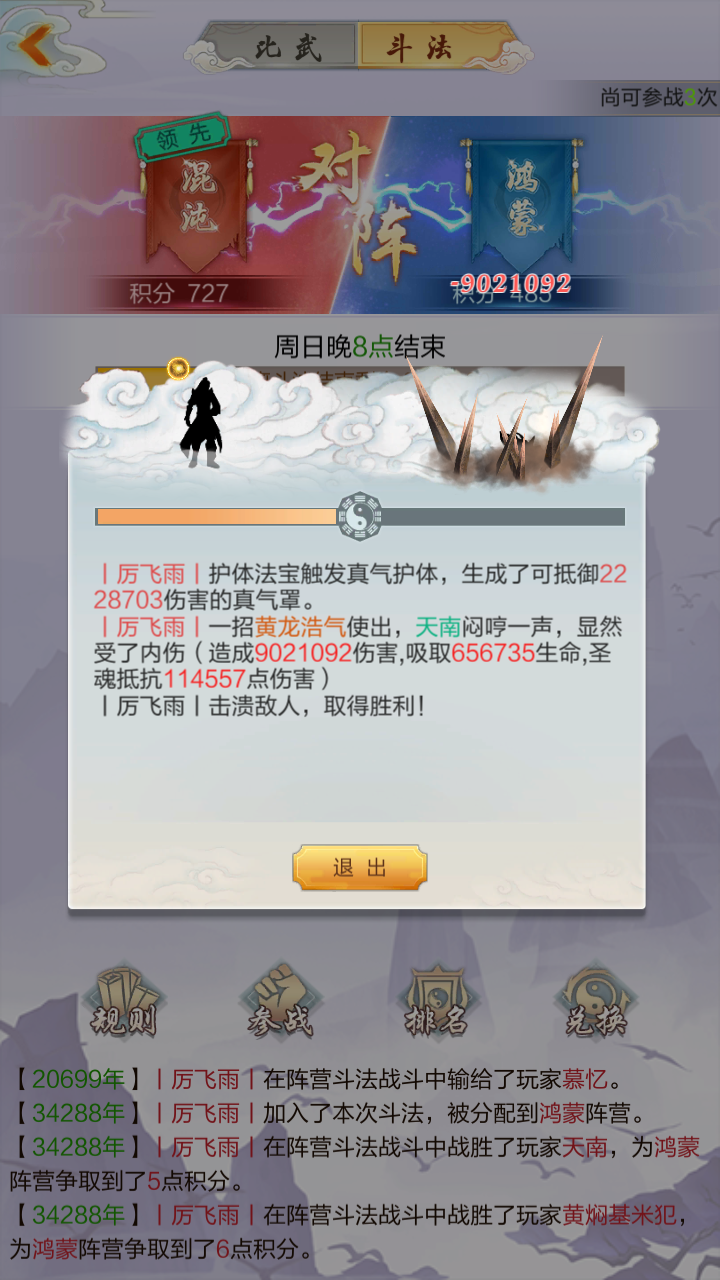 比武
斗法
尚可参战3次
领先
混沌
对阵
鸿蒙
积分 727
-9021092
积分 485
周日晚8点结束
丨厉飞雨丨护体法宝触发真气护体，生成了可抵御22
28703伤害的真气罩。
丨厉飞雨丨一招黄龙浩气使出，天南闷哼一声，显然
受了内伤（造成9021092伤害,吸取656735生命,圣
魂抵抗114557点伤害）
丨厉飞雨丨击溃敌人，取得胜利！
退出
规则
参战
排名
兑换
【20699年】丨厉飞雨丨在阵营斗法战斗中输给了玩家慕忆。
【34288年】丨厉飞雨丨加入了本次斗法，被分配到鸿蒙阵营。
【34288年】丨厉飞雨丨在阵营斗法战斗中战胜了玩家天南，为鸿蒙
阵营争取到了5点积分。
【34288年】丨厉飞雨丨在阵营斗法战斗中战胜了玩家黄焖基米犯，
为鸿蒙阵营争取到了6点积分。